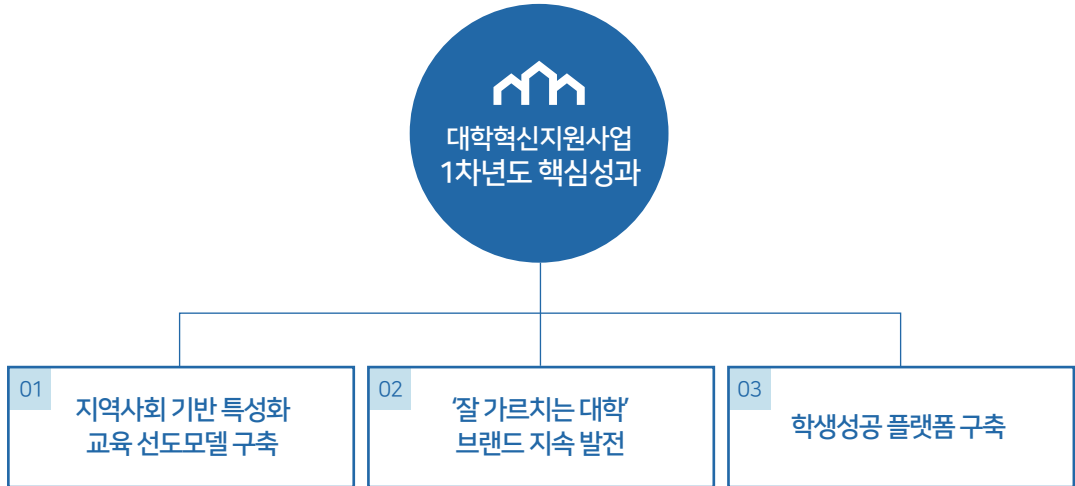 대학혁신지원사업
1차년도 핵심성과
01
지역사회 기반 특성화
교육 선도모델 구축
02
‘잘 가르치는 대학’
브랜드 지속 발전
03
학생성공 플랫폼 구축